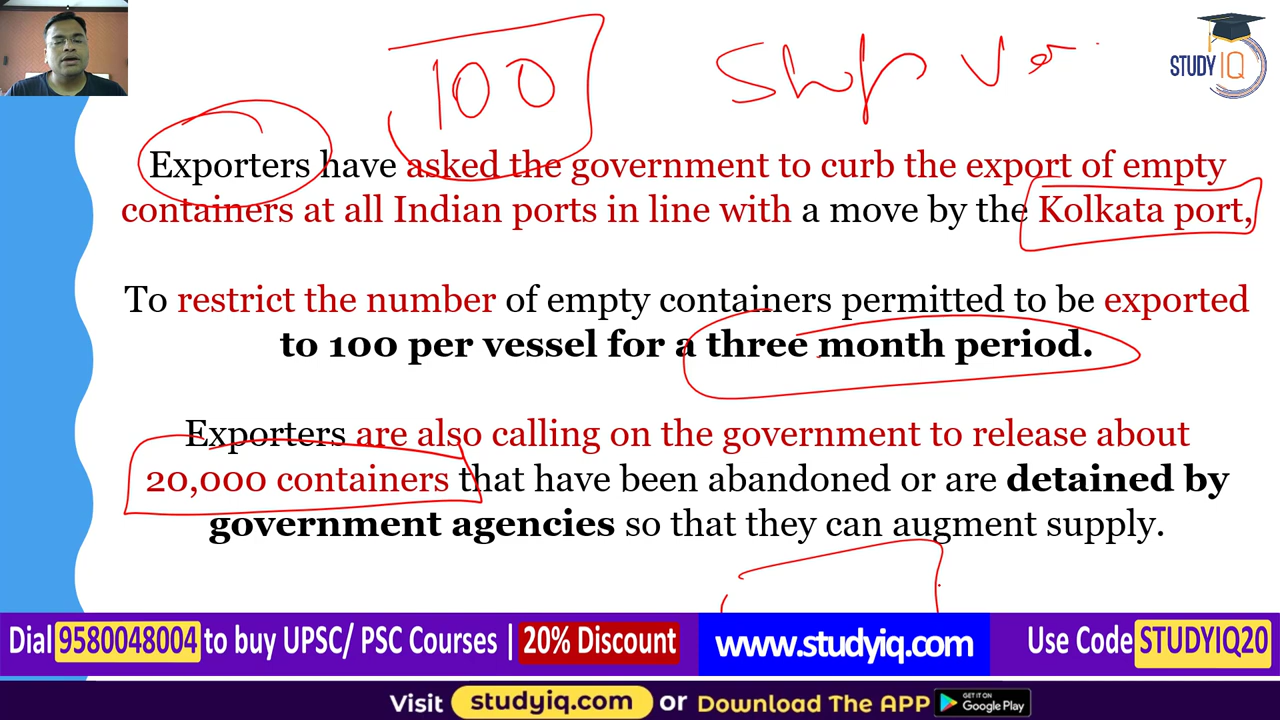 100
Ship
STUDY IQ
Exporters have asked the government to curb the export of empty
containers at all Indian ports in line with a move by the Kolkata port,
To restrict the number of empty containers permitted to be exported
to 100 per vessel for a three month period.
Exporters are also calling on the government to release about
20,000 containers that have been abandoned or are detained by
government agencies so that they can augment supply.
Dial 9580048004 to buy UPSC/ PSC Courses | 20% Discount
www.studyiq.com
Use Code STUDYIQ20
Visit studyiq.com or Download The APP GET IT ON Google Play